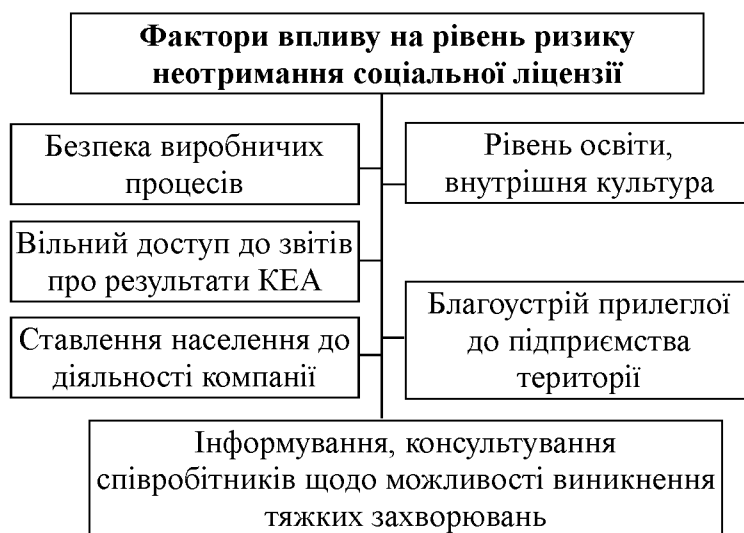 Фактори впливу на рівень ризику
неотримання соціальної ліцензії
Безпека виробничих
процесів
Рівень освіти,
внутрішня культура
Вільний доступ до звітів
про результати КЕА
Благоустрій прилеглої
до підприємства
території
Ставлення населення до
діяльності компанії
Інформування, консультування
співробітників щодо можливості виникнення
тяжких захворювань